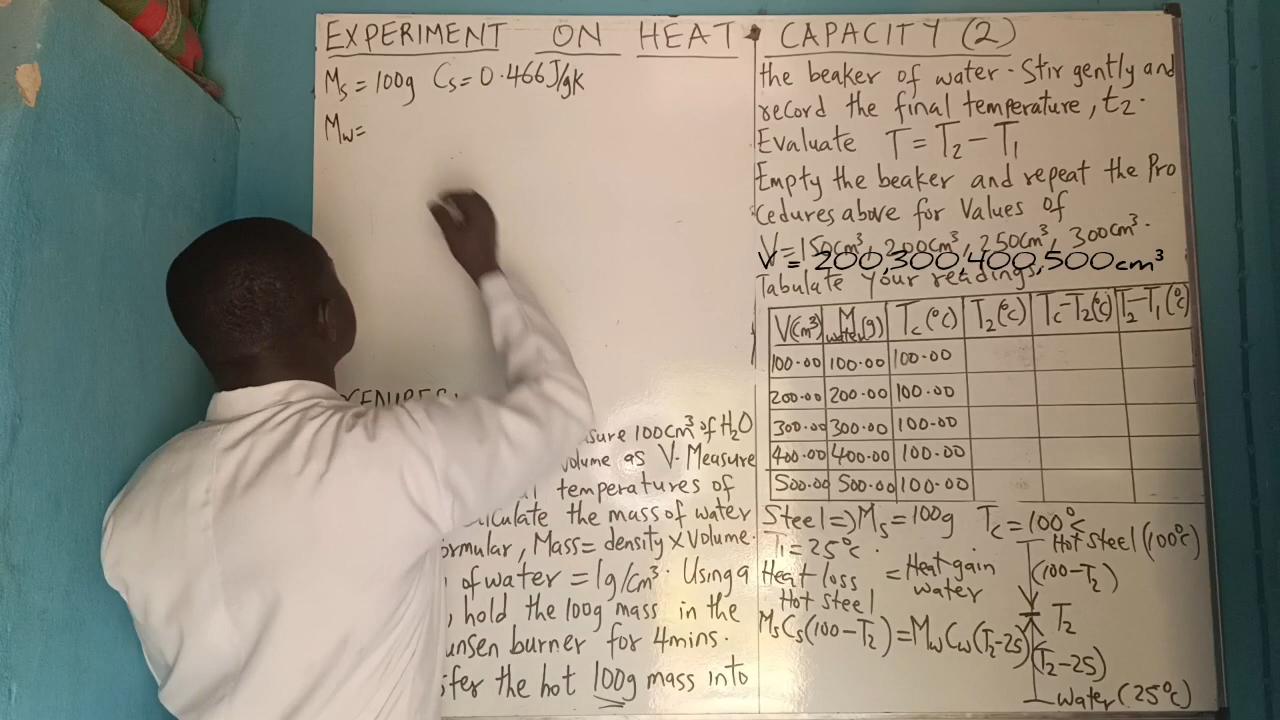 EXPERIMENT ON HEAT CAPACITY (2)
Ms = 100g Cs = 0.466J/gK
Mw=
asure 100cm³ of H₂O
volume as V. Measure
temperatures of
calculate the mass of water
ormular, Mass = density x Volume.
of water = 1g/cm³. Using a
, hold the 100g mass in the
unsen burner for 4mins.
sfer the hot 100g mass into
the beaker of water. Stir gently and
record the final temperature, t₂.
Evaluate T = T₂ - T₁
Empty the beaker and repeat the Pro
cedures above for Values of
V = 150cm³, 200cm³, 250cm³, 300cm³.
V = 200,300,400,500cm³
Tabulate your readings.
V(cm³) Mwater(g) Tc(°c) T₂(°c) Tc-T₂(°c) T₂-T₁(°c)
100.00 100.00 100.00
200.00 200.00 100.00
300.00 300.00 100.00
400.00 400.00 100.00
500.00 500.00 100.00
Steel => Ms = 100g Tc = 100°c
T₁ = 25°c.
Hot Steel (100°c)
Heat loss = Heat gain
Hot Steel water
(100-T₂)
T₂
MsCs(100-T₂) = MwCw(T₂-25)
(T₂-25)
water (25°c)